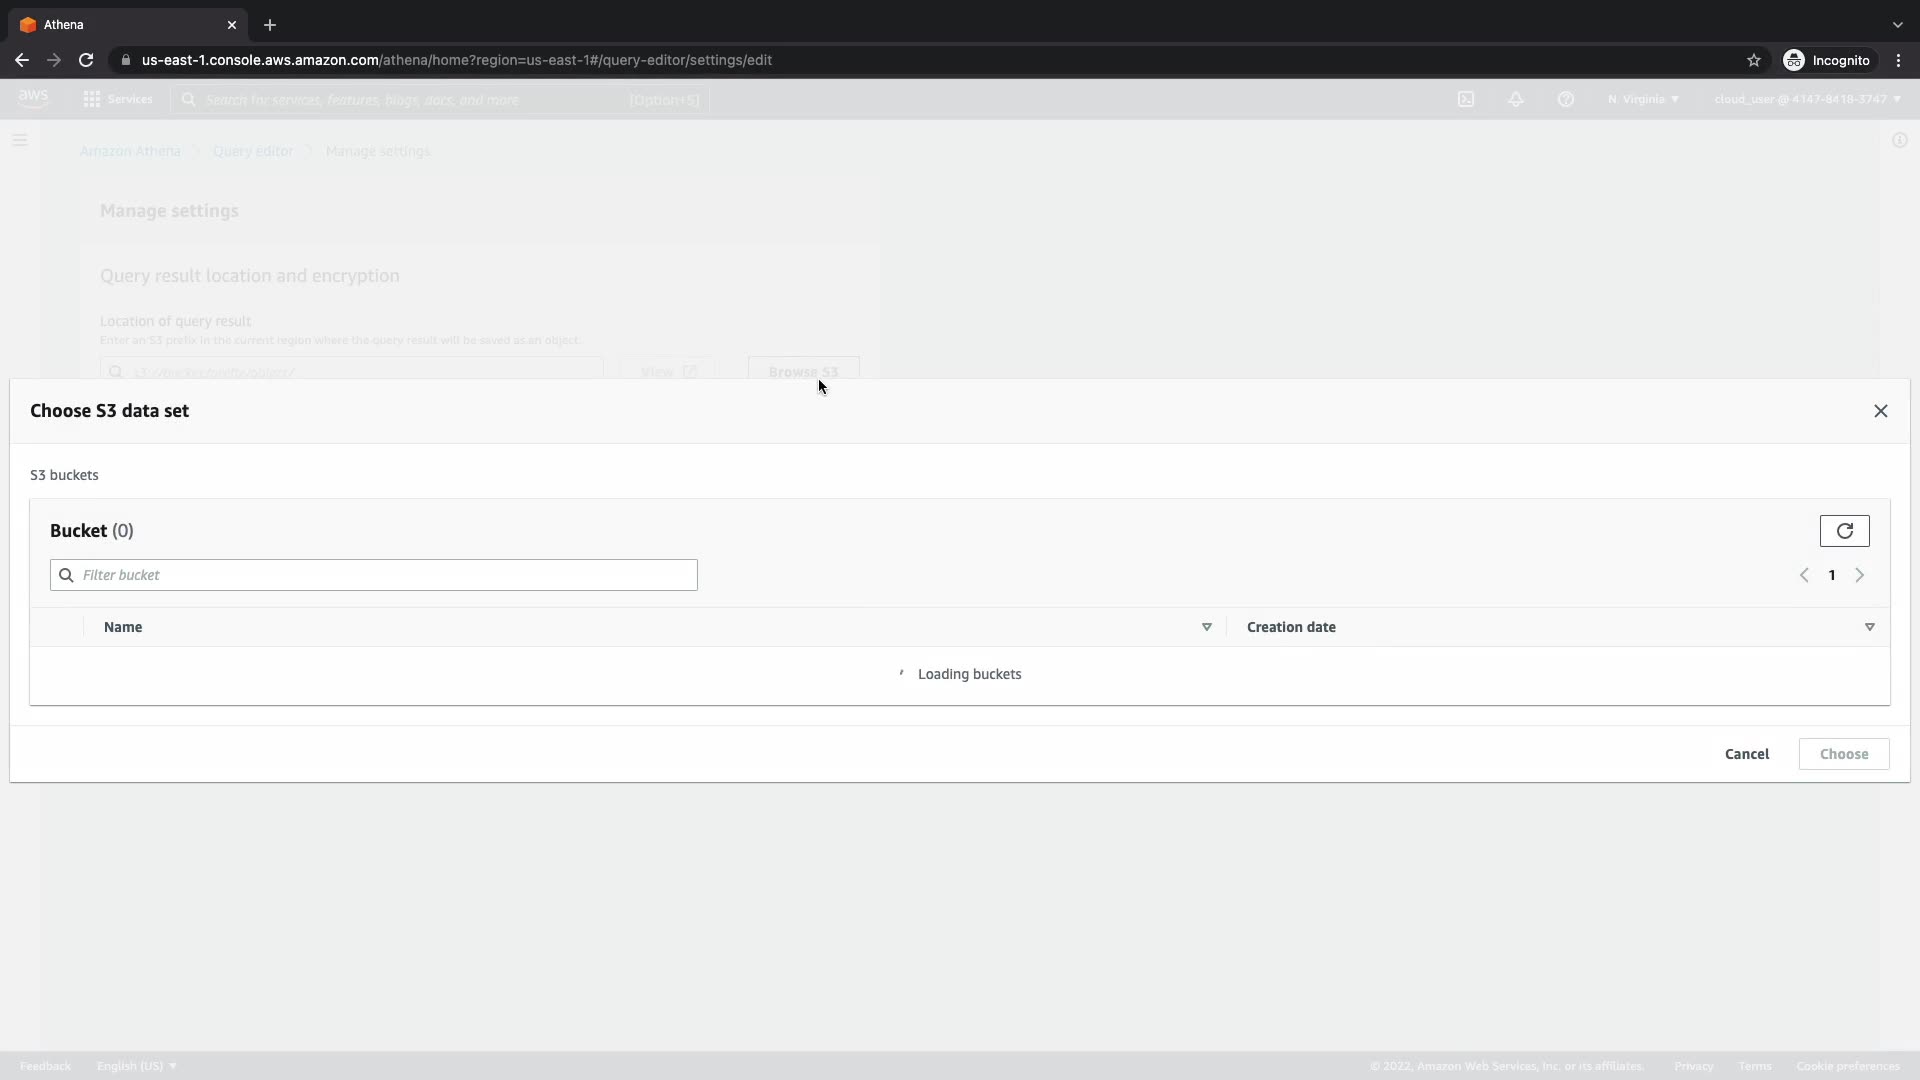 Athena
us-east-1.console.aws.amazon.com/athena/home?region=us-east-1#/query-editor/settings/edit
Incognito
aws
Services
Search for services, features, blogs, docs, and more
[Option+S]
N. Virginia
cloud_user @ 4147-8418-3747
Amazon Athena
Query editor
Manage settings
Manage settings
Query result location and encryption
Location of query result
Enter an S3 prefix in the current region where the query result will be saved as an object.
s3://bucket/prefix/object/
View
Browse S3
Choose S3 data set
S3 buckets
Bucket (0)
Filter bucket
1
Name
Creation date
Loading buckets
Cancel
Choose
Feedback
English (US)
© 2022, Amazon Web Services, Inc. or its affiliates.
Privacy
Terms
Cookie preferences